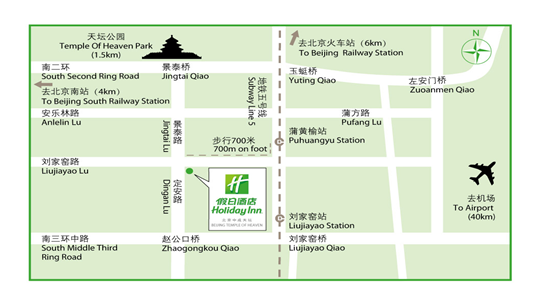 天坛公园
Temple Of Heaven Park
(1.5km)
去北京火车站（6km)
To Beijing Railway Station
N
南二环
South Second Ring Road
景泰桥
Jingtai Qiao
地铁五号线
Subway Line 5
玉蜓桥
Yuting Qiao
左安门桥
Zuoanmen Qiao
去北京南站（4km)
To Beijing South Railway Station
安乐林路
Anlelin Lu
景泰路
Jingtai Lu
蒲方路
Pufang Lu
步行700米
700m on foot
蒲黄榆站
Puhuangyu Station
刘家窑路
Liujiayao Lu
定安路
Dingan Lu
H
假日酒店
Holiday Inn
BEIJING TEMPLE OF HEAVEN
去机场
To Airport
(40km)
刘家窑站
Liujiayao Station
南三环中路
South Middle Third
Ring Road
赵公口桥
Zhaogongkou Qiao
刘家窑桥
Liujiayao Qiao